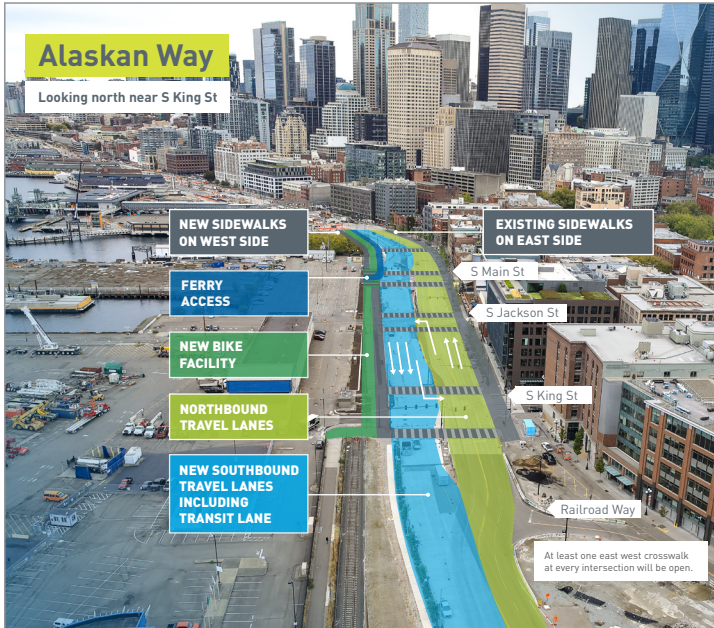 Alaskan Way
Looking north near S King St
NEW SIDEWALKS
ON WEST SIDE
EXISTING SIDEWALKS
ON EAST SIDE
S Main St
FERRY
ACCESS
S Jackson St
NEW BIKE
FACILITY
S King St
NORTHBOUND
TRAVEL LANES
NEW SOUTHBOUND
TRAVEL LANES
INCLUDING
TRANSIT LANE
Railroad Way
At least one east west crosswalk
at every intersection will be open.